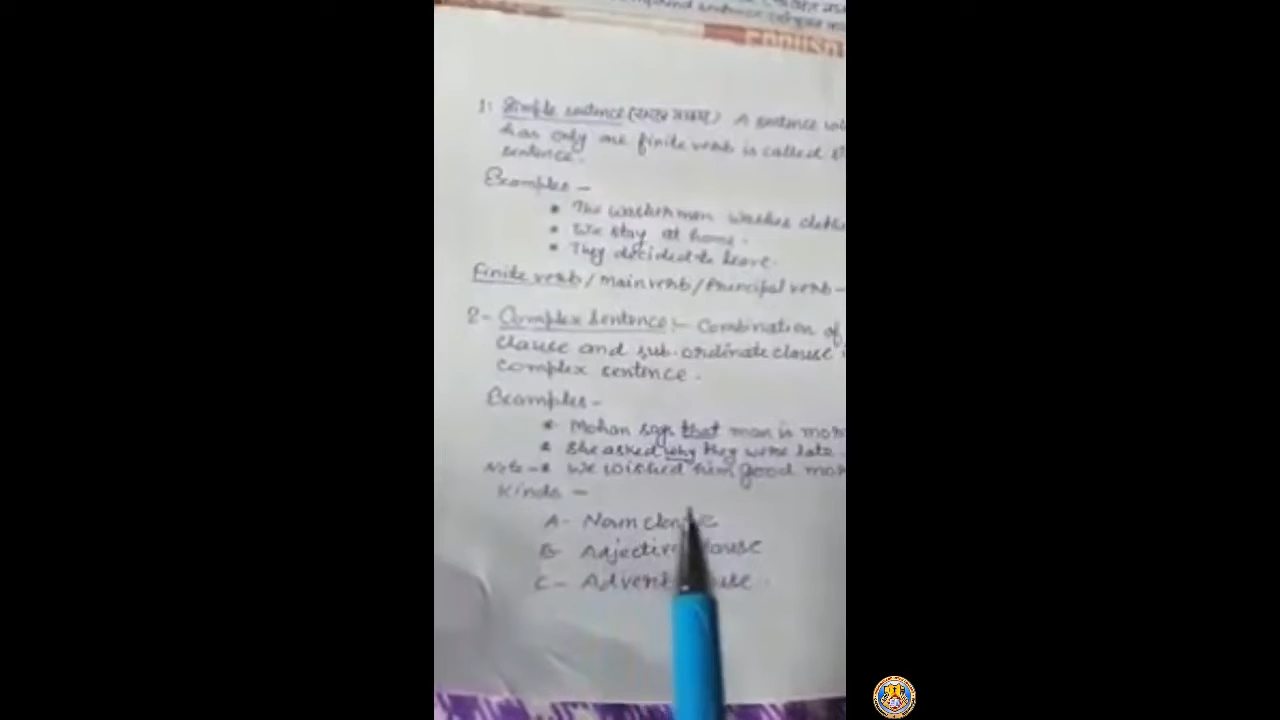 ENGLISH
1: Simple sentence (सरल वाक्य) A sentence
has only one finite verb is called
sentence.
Examples -
• The washerman washes
• We stay at home.
• They decided to leave.
Finite verb / Main verb / Principal verb -
2- Complex sentence :- Combination of
clause and sub-ordinate clause
complex sentence.
Examples -
* Mohan says that man is
* She asked why they were late.
Note -* We wished him good
Kinds -
A- Noun clause
B- Adjective clause
C- Adverb clause.